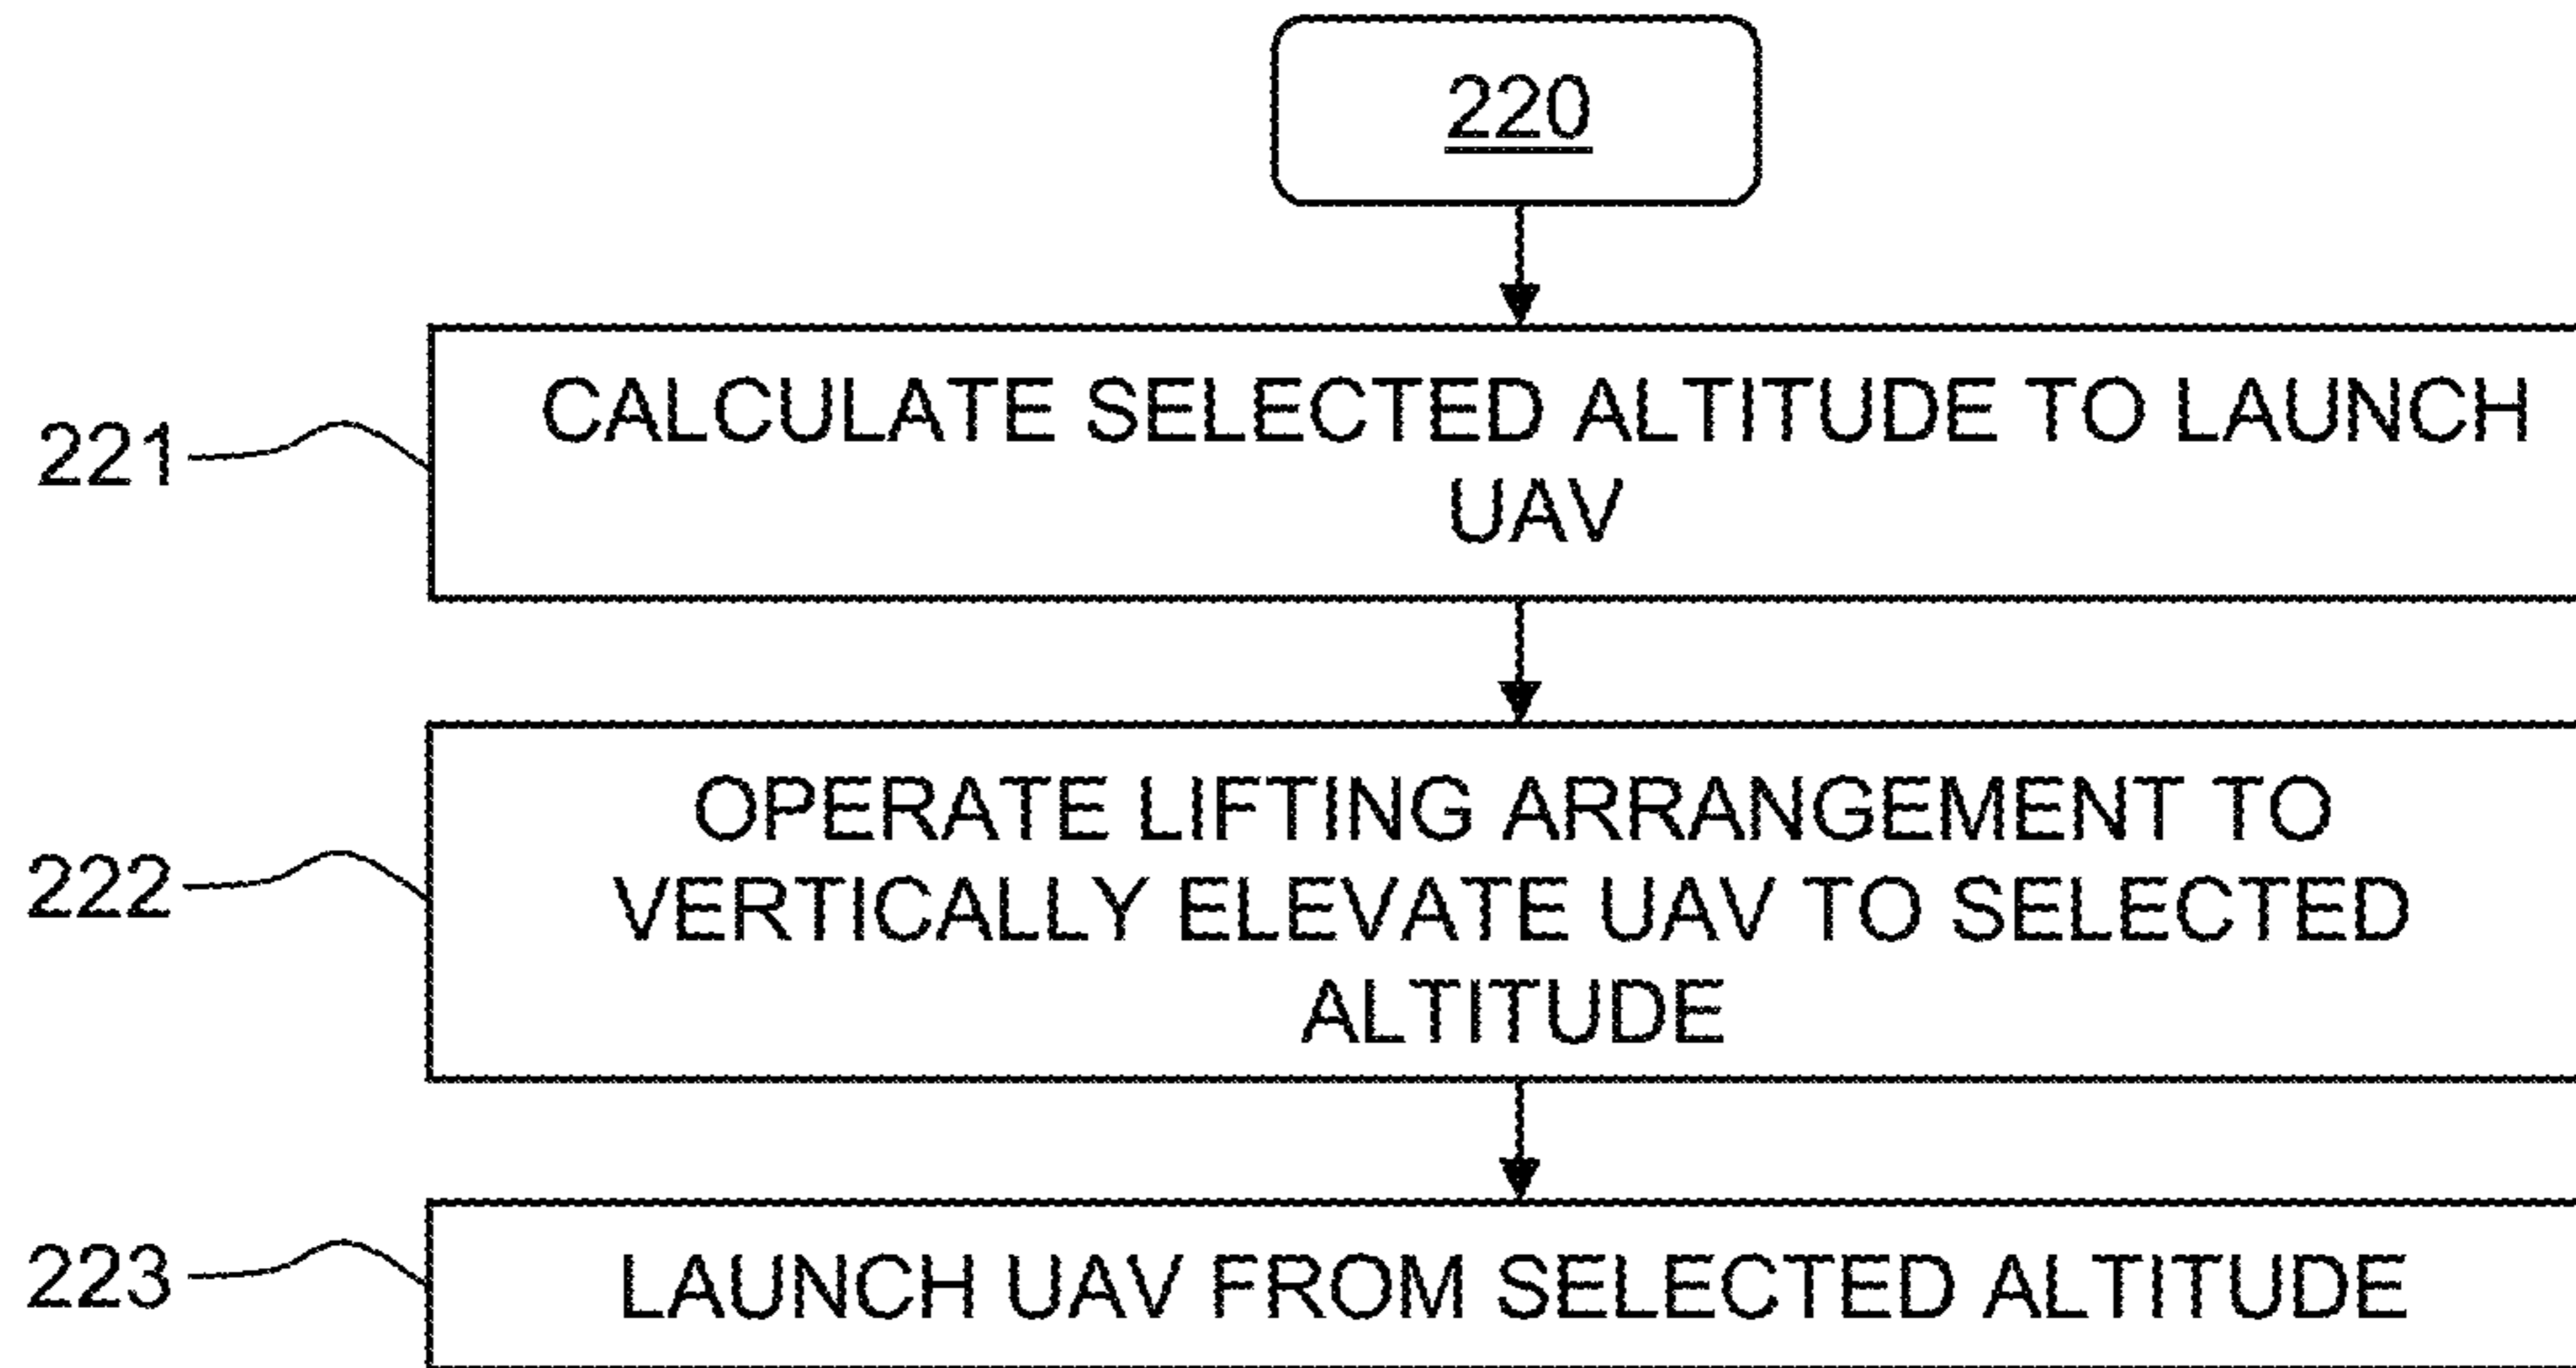 220
221
CALCULATE SELECTED ALTITUDE TO LAUNCH
UAV
222
OPERATE LIFTING ARRANGEMENT TO
VERTICALLY ELEVATE UAV TO SELECTED
ALTITUDE
223
LAUNCH UAV FROM SELECTED ALTITUDE